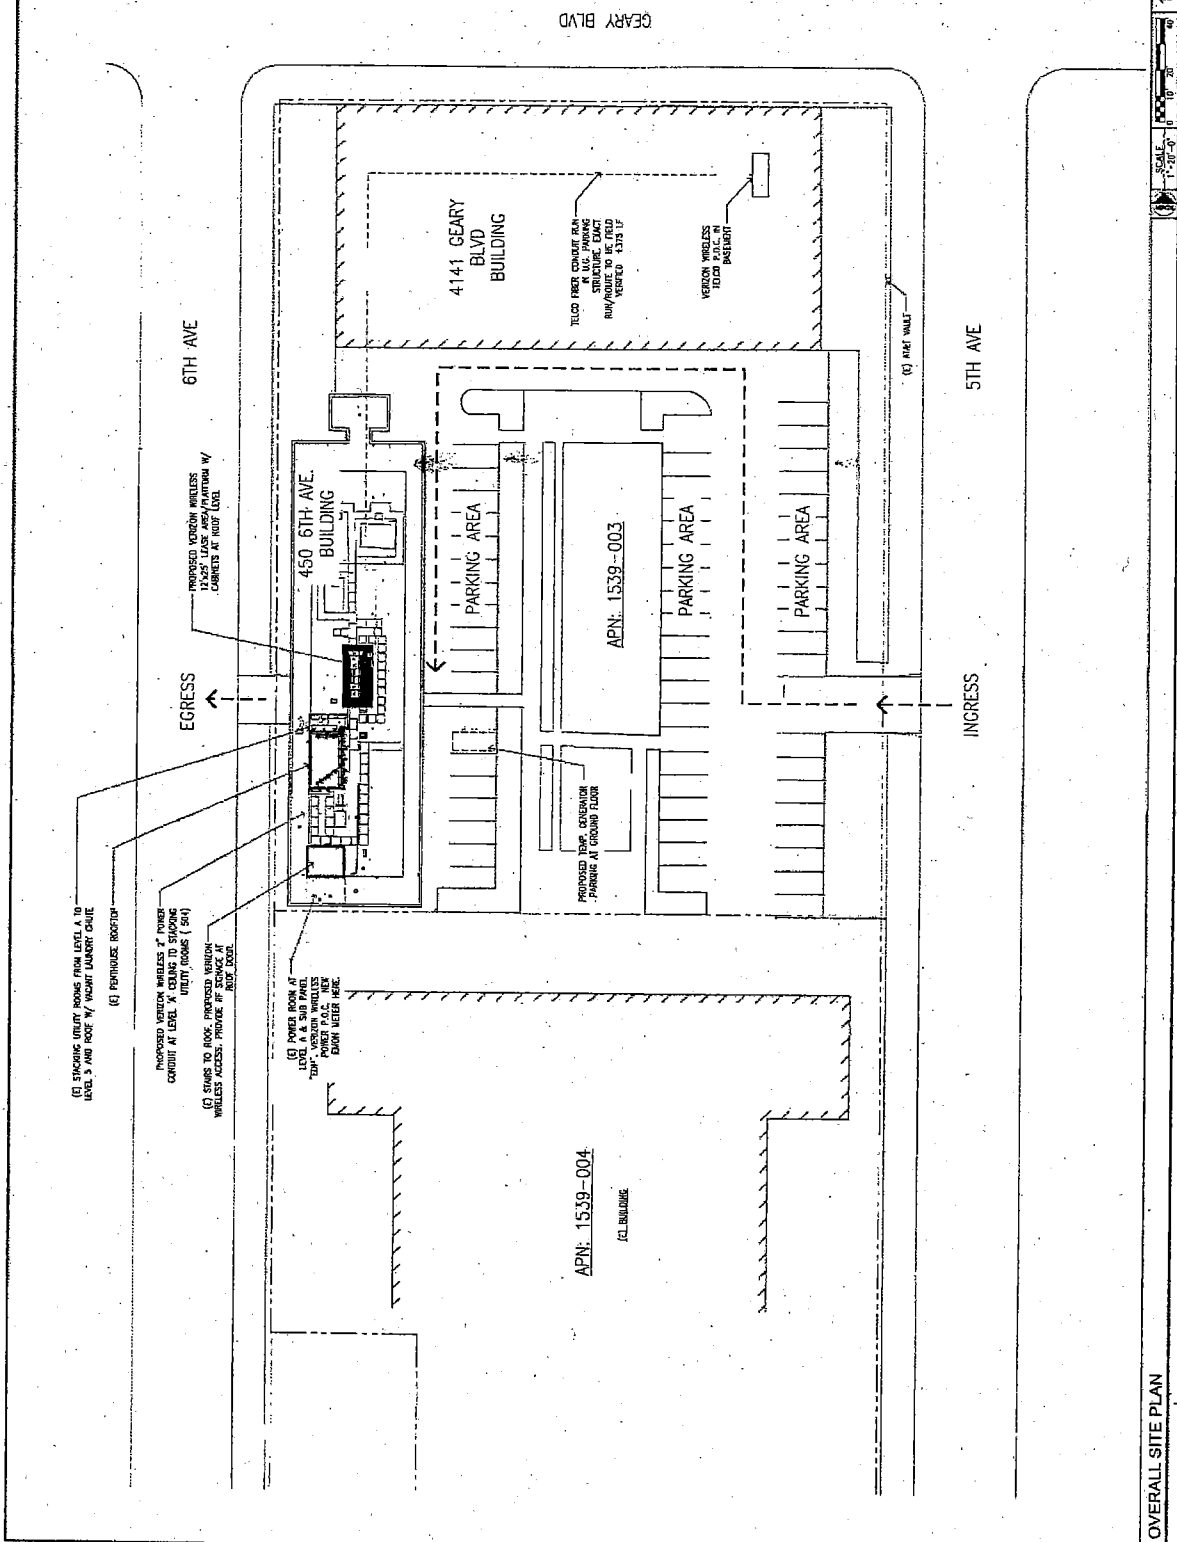 GEARY BLVD
6TH AVE
4141 GEARY
BLVD
BUILDING
TELCO FIBER CONDUIT RUN
IN U.G. PARKING
STRUCTURE. EXACT
RUN/ROUTE TO BE FIELD
VERIFIED ±375 LF
VERIZON WIRELESS
TELCO P.O.C. IN
BASEMENT
(E) AT&T VAULT
5TH AVE
PROPOSED VERIZON WIRELESS
12'x25' LEASE AREA/PLATFORM W/
CABINETS AT ROOF LEVEL
450 6TH AVE.
BUILDING
PARKING AREA
APN: 1539-003
PARKING AREA
PARKING AREA
EGRESS
INGRESS
PROPOSED TEMP. GENERATOR
PARKING AT GROUND FLOOR
(E) STACKING UTILITY ROOMS FROM LEVEL A TO
LEVEL 5 AND ROOF W/ VACANT LAUNDRY CHUTE
(E) PENTHOUSE ROOFTOP
PROPOSED VERIZON WIRELESS 2" POWER
CONDUIT AT LEVEL 'A' CEILING TO STACKING
UTILITY ROOMS (504)
(E) STAIRS TO ROOF. PROPOSED VERIZON
WIRELESS ACCESS. PROVIDE RF SIGNAGE AT
ROOF DOOR.
(E) POWER ROOM AT
LEVEL A & SUB PANEL
VERIZON WIRELESS
POWER P.O.C. NEW
EMON METER HERE.
APN: 1539-004
(E) BUILDING
OVERALL SITE PLAN
SCALE
1"=20'-0"
0 10' 20' 40'